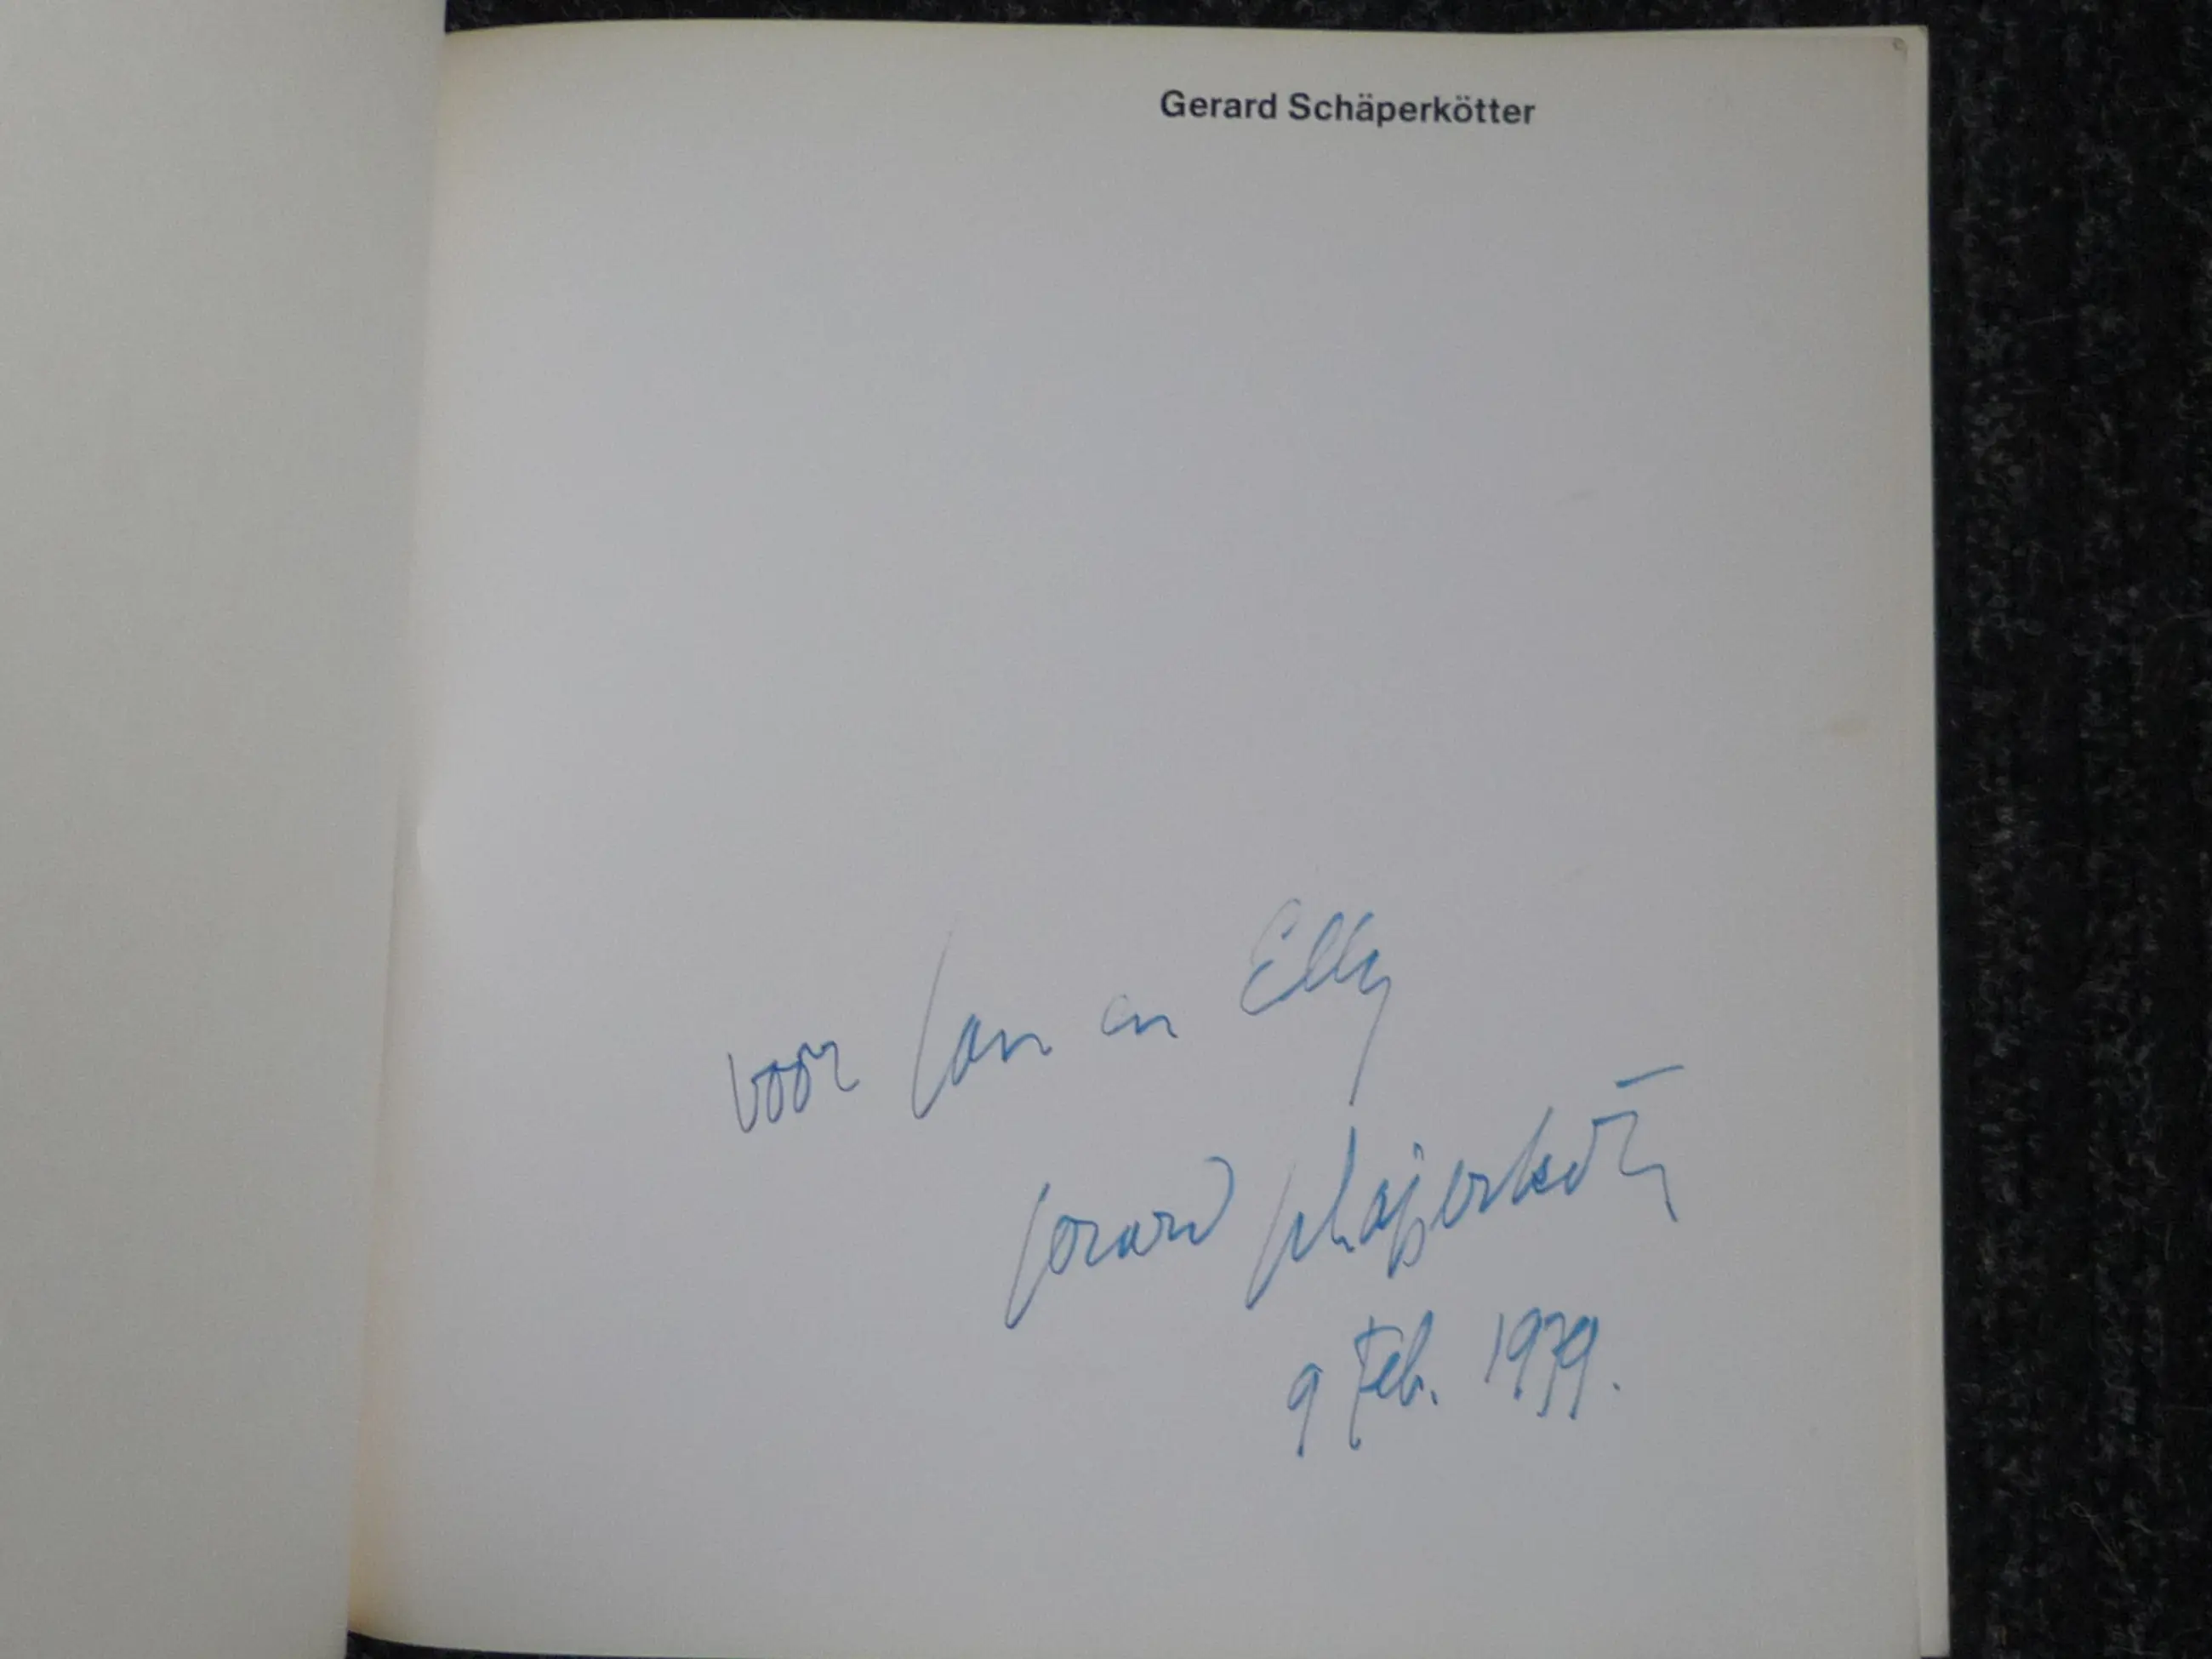 Gerard Schäperkötter
voor Jan en Elly
Gerard Schäperkötter
9 Feb. 1979.